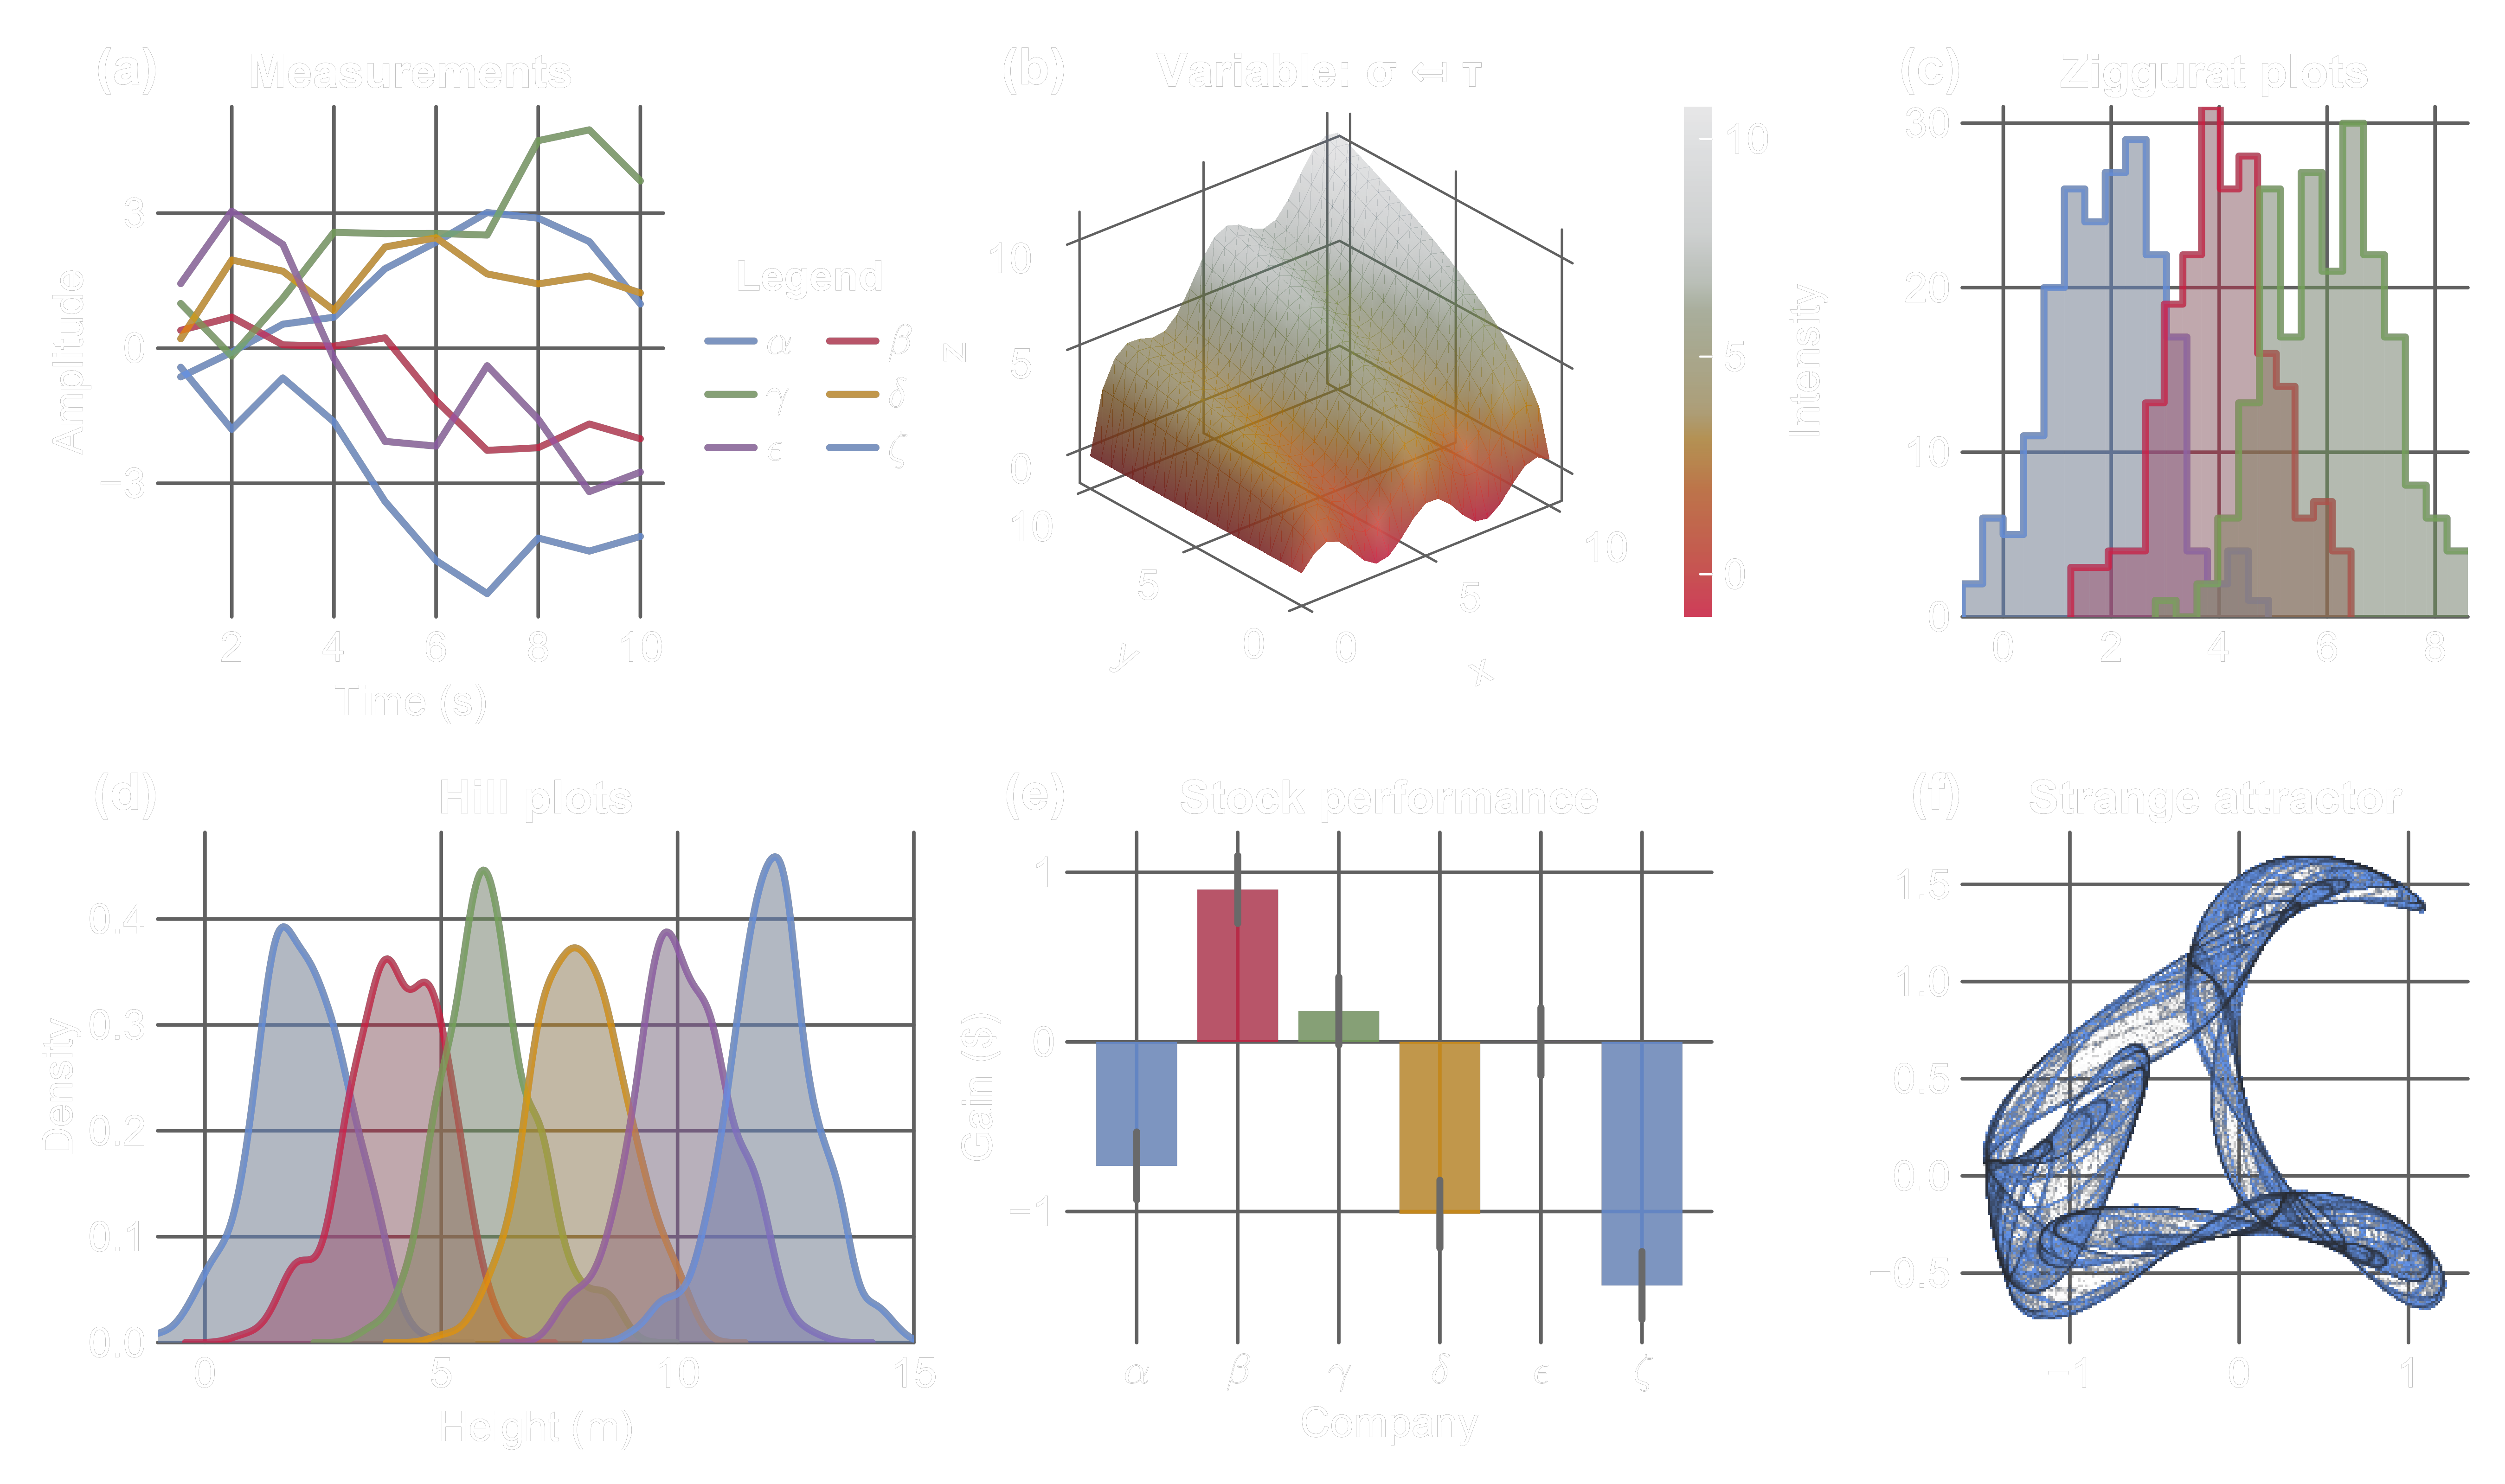 (a) Measurements
3
0
−3
Amplitude
2 4 6 8 10
Time (s)
Legend
α β
γ δ
ϵ ζ
(b) Variable: σ ↤ τ
10
5
0
z
10
5
0
y
0
5
10
x
10
5
0
Intensity
(c) Ziggurat plots
30
20
10
0
0 2 4 6 8
(d) Hill plots
0.4
0.3
0.2
0.1
0.0
Density
0 5 10 15
Height (m)
(e) Stock performance
1
0
−1
Gain ($)
α β γ δ ϵ ζ
Company
(f) Strange attractor
1.5
1.0
0.5
0.0
−0.5
−1 0 1